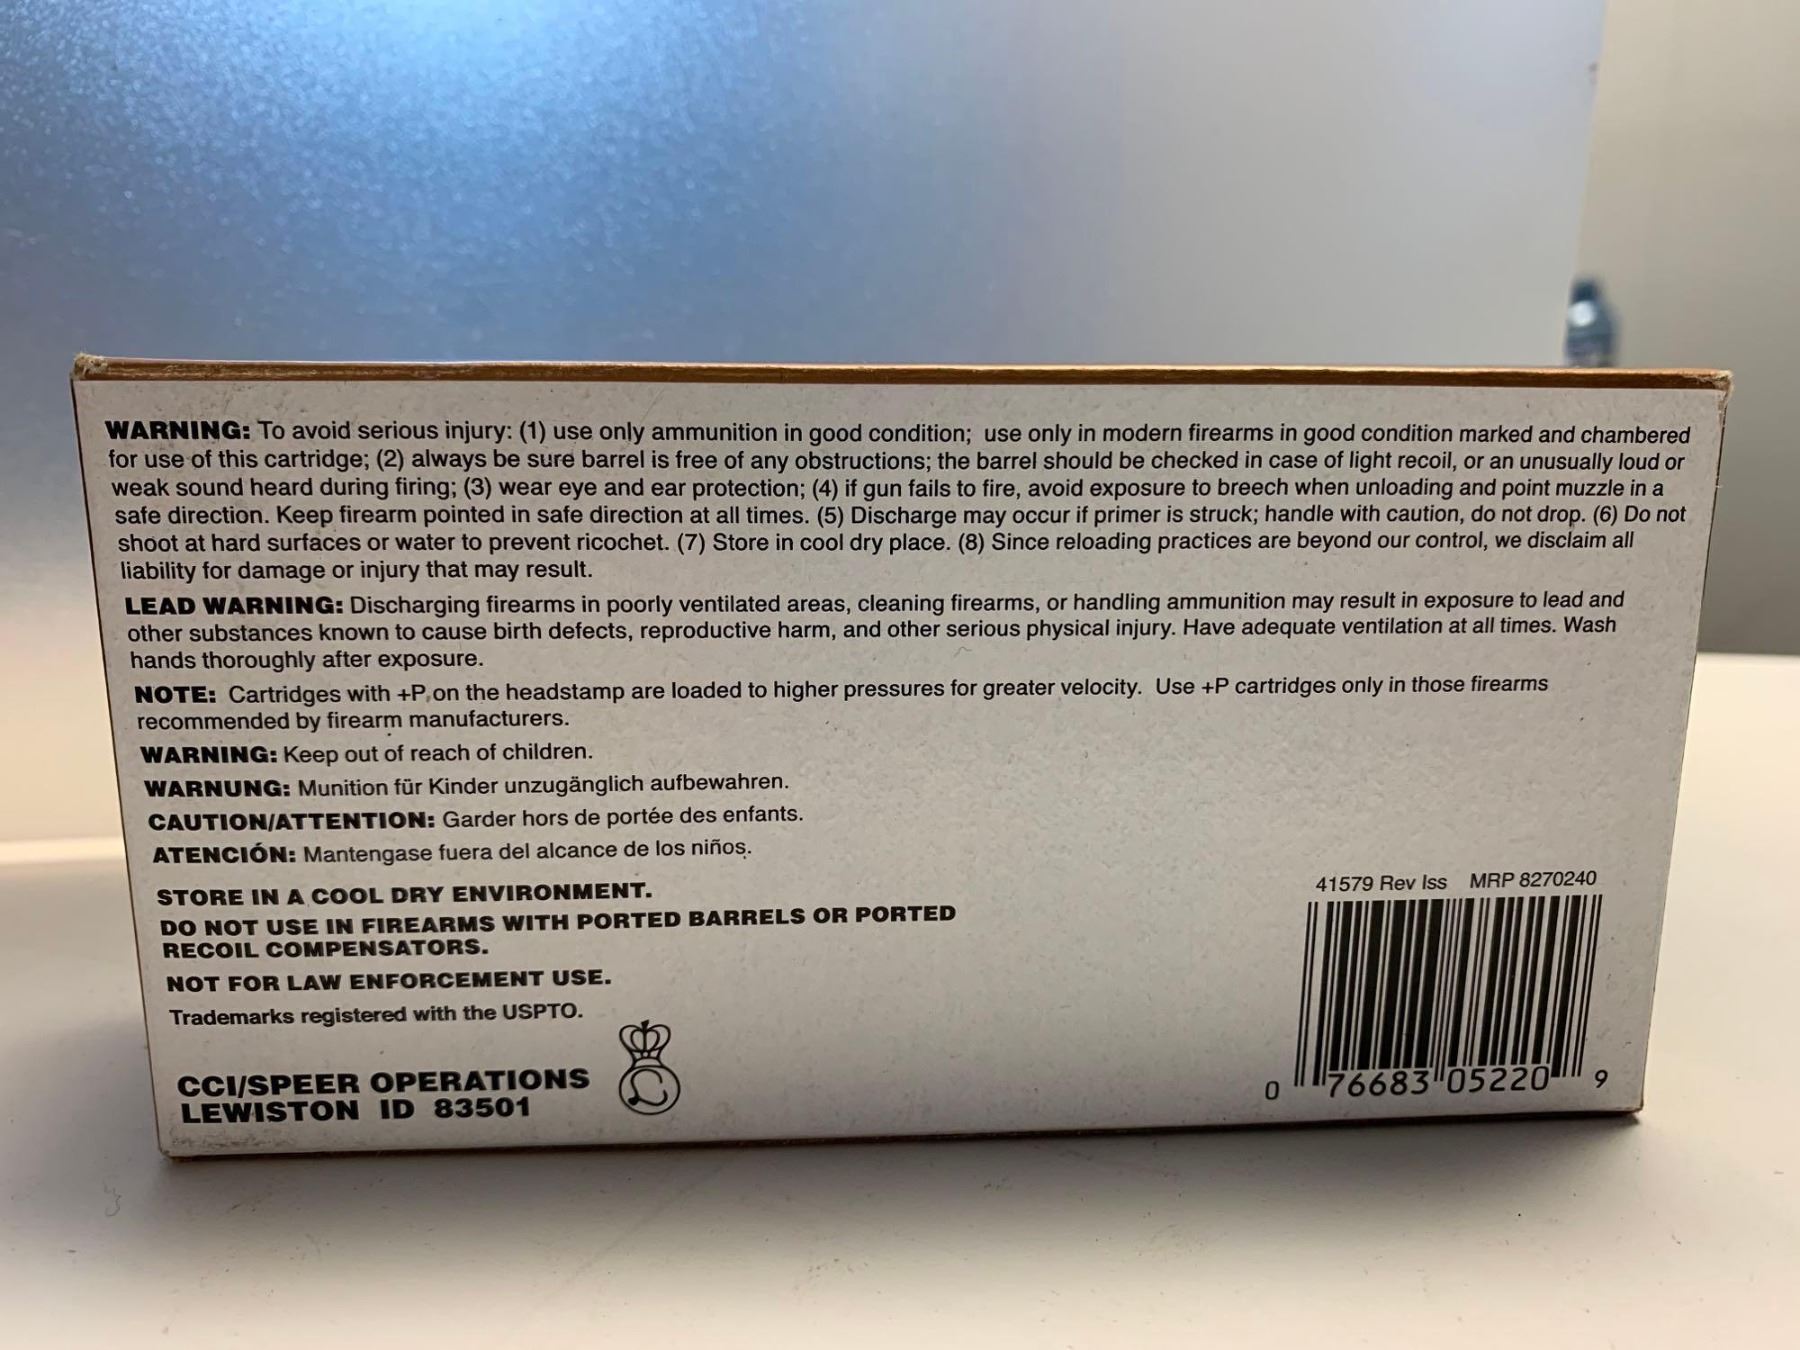 WARNING: To avoid serious injury: (1) use only ammunition in good condition; use only in modern firearms in good condition marked and chambered
for use of this cartridge; (2) always be sure barrel is free of any obstructions; the barrel should be checked in case of light recoil, or an unusually loud or
weak sound heard during firing; (3) wear eye and ear protection; (4) if gun fails to fire, avoid exposure to breech when unloading and point muzzle in a
safe direction. Keep firearm pointed in safe direction at all times. (5) Discharge may occur if primer is struck; handle with caution, do not drop. (6) Do not
shoot at hard surfaces or water to prevent ricochet. (7) Store in cool dry place. (8) Since reloading practices are beyond our control, we disclaim all
liability for damage or injury that may result.
LEAD WARNING: Discharging firearms in poorly ventilated areas, cleaning firearms, or handling ammunition may result in exposure to lead and
other substances known to cause birth defects, reproductive harm, and other serious physical injury. Have adequate ventilation at all times. Wash
hands thoroughly after exposure.
NOTE: Cartridges with +P on the headstamp are loaded to higher pressures for greater velocity. Use +P cartridges only in those firearms
recommended by firearm manufacturers.
WARNING: Keep out of reach of children.
WARNUNG: Munition für Kinder unzugänglich aufbewahren.
CAUTION/ATTENTION: Garder hors de portée des enfants.
ATENCIÓN: Mantengase fuera del alcance de los niños.
STORE IN A COOL DRY ENVIRONMENT.
DO NOT USE IN FIREARMS WITH PORTED BARRELS OR PORTED
RECOIL COMPENSATORS.
NOT FOR LAW ENFORCEMENT USE.
Trademarks registered with the USPTO.
CCI/SPEER OPERATIONS
LEWISTON ID 83501
41579 Rev Iss MRP 8270240
0 76683 05220 9